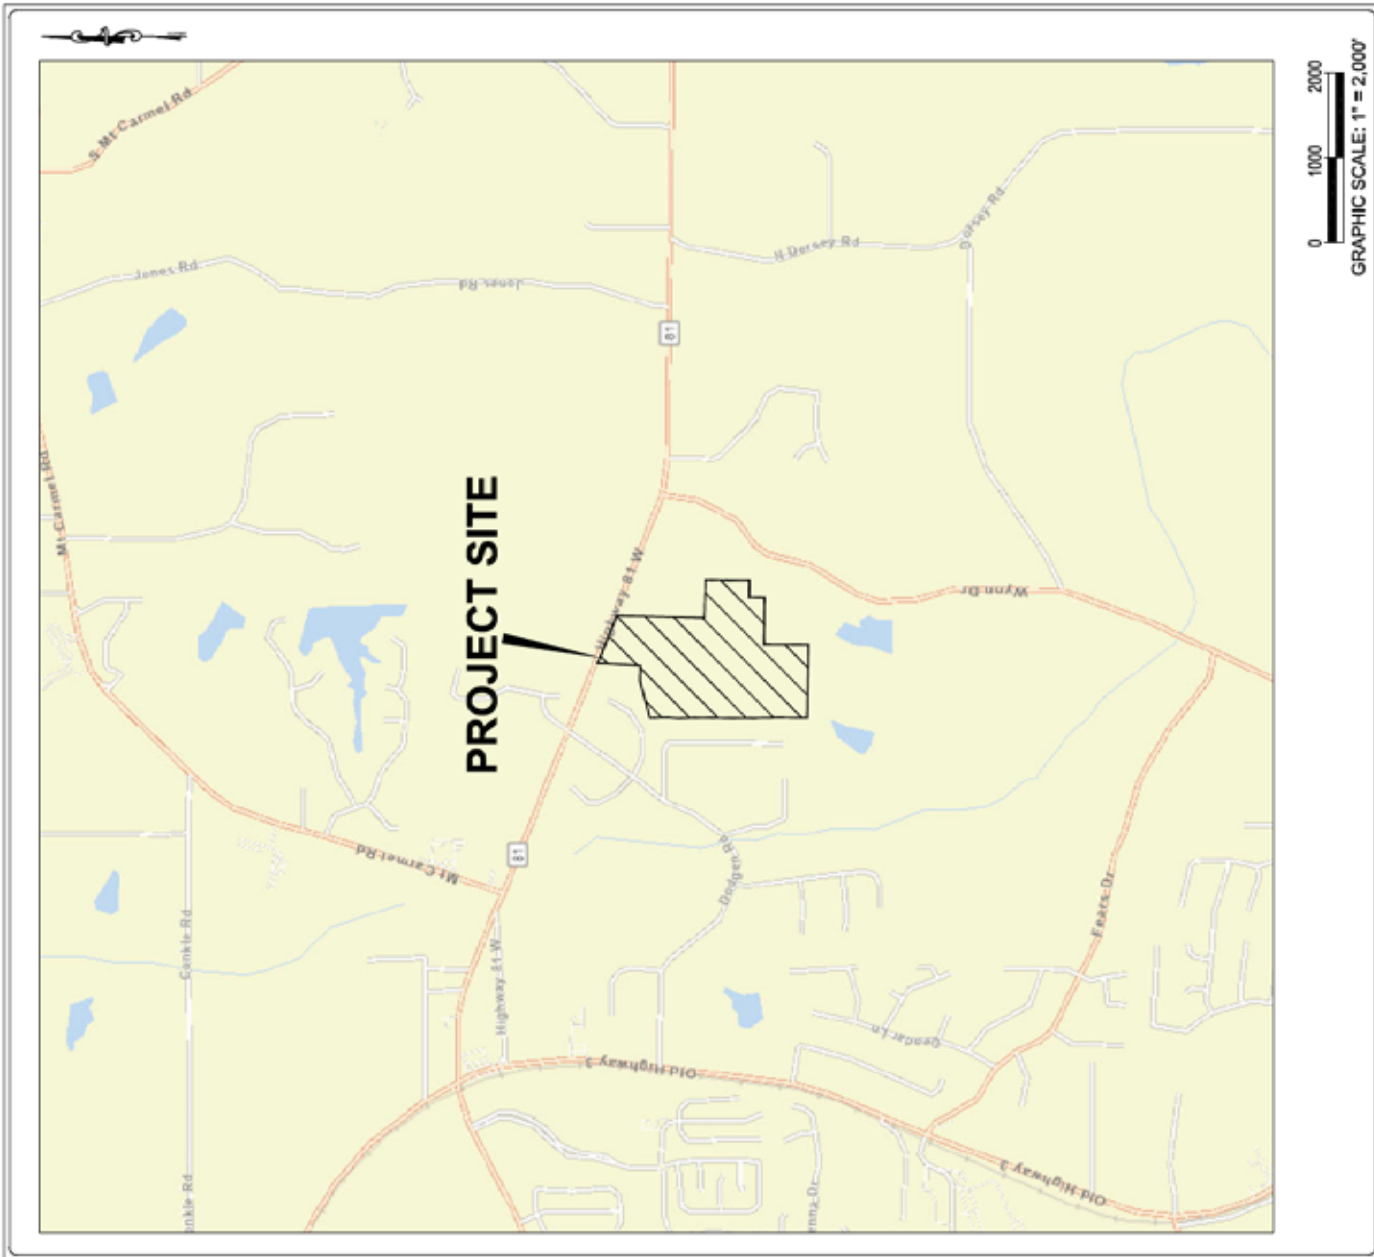 S Mt Carmel Rd
Jones Rd
Jones Rd
N Dorsey Rd
Dorsey Rd
81
Mt Carmel Rd
PROJECT SITE
Highway 81 W
Wynn Dr
Mt Carmel Rd
81
Dodgen Rd
Conkle Rd
Highway 81 W
Fears Dr
Old Highway 3
Old Highway 3
0
1000
2000
GRAPHIC SCALE: 1" = 2,000'